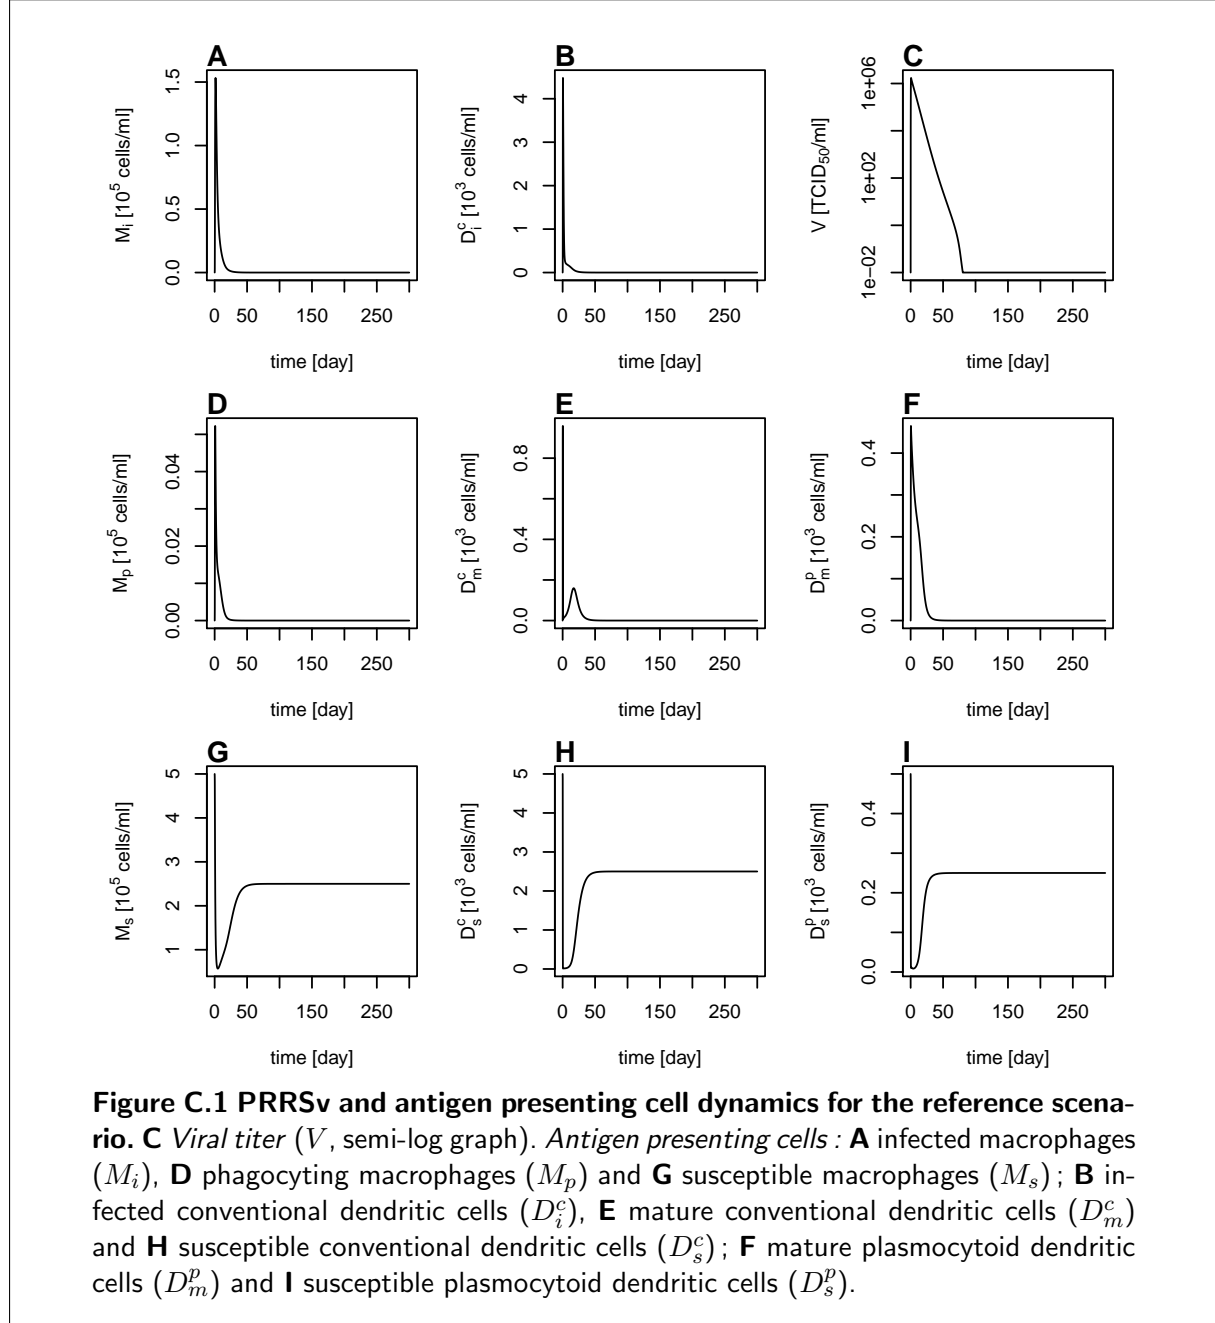 A
M_i [10^5 cells/ml]
1.5
1.0
0.5
0.0
0 50 150 250
time [day]
B
D_i^c [10^3 cells/ml]
4
3
2
1
0
0 50 150 250
time [day]
C
V [TCID_50/ml]
1e+06
1e+02
1e−02
0 50 150 250
time [day]
D
M_p [10^5 cells/ml]
0.04
0.02
0.00
0 50 150 250
time [day]
E
D_m^c [10^3 cells/ml]
0.8
0.4
0.0
0 50 150 250
time [day]
F
D_m^p [10^3 cells/ml]
0.4
0.2
0.0
0 50 150 250
time [day]
G
M_s [10^5 cells/ml]
5
4
3
2
1
0 50 150 250
time [day]
H
D_s^c [10^3 cells/ml]
5
4
3
2
1
0
0 50 150 250
time [day]
I
D_s^p [10^3 cells/ml]
0.4
0.2
0.0
0 50 150 250
time [day]
Figure C.1 PRRSv and antigen presenting cell dynamics for the reference scena-
rio. C Viral titer (V, semi-log graph). Antigen presenting cells : A infected macrophages
(M_i), D phagocyting macrophages (M_p) and G susceptible macrophages (M_s) ; B in-
fected conventional dendritic cells (D_i^c), E mature conventional dendritic cells (D_m^c)
and H susceptible conventional dendritic cells (D_s^c) ; F mature plasmocytoid dendritic
cells (D_m^p) and I susceptible plasmocytoid dendritic cells (D_s^p).